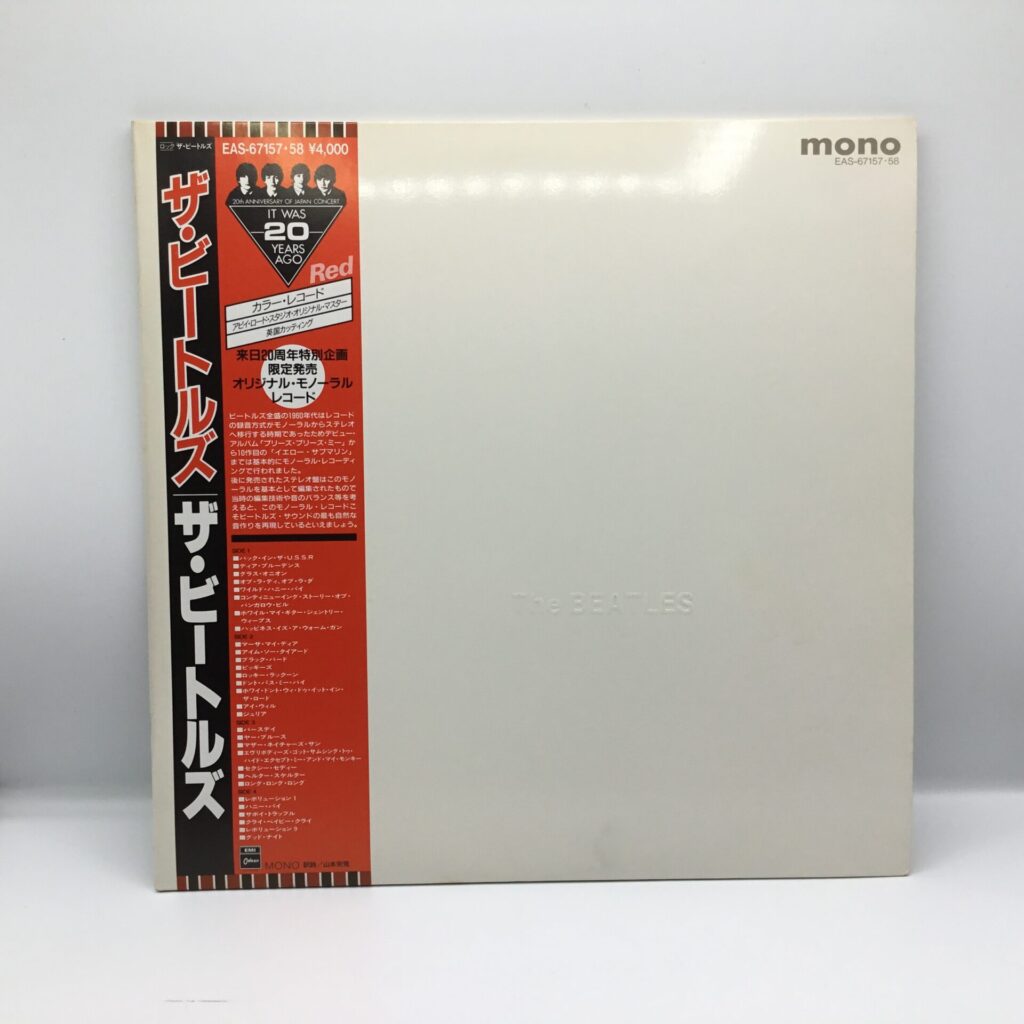 ロック ザ・ビートルズ
ザ・ビートルズ
ザ・ビートルズ
EAS-67157・58 ¥4,000
20th ANNIVERSARY OF JAPAN CONCERT
IT WAS
20
YEARS
AGO
Red
カラー・レコード
アビイ・ロード・スタジオ・オリジナル・マスター
英国カッティング
来日20周年特別企画
限定発売
オリジナル・モノーラル
レコード
ビートルズ全盛の1960年代はレコード
の録音方式がモノーラルからステレオ
へ移行する時期であったためデビュー・
アルバム「プリーズ・プリーズ・ミー」か
ら10作目の「イエロー・サブマリン」
までは基本的にモノーラル・レコーディ
ングで行われました。
後に発売されたステレオ盤はこのモノ
ーラルを基本として編集されたもので
当時の編集技術や音のバランス等を考
えると、このモノーラル・レコードこ
そビートルズ・サウンドの最も自然な
音作りを再現しているといえましょう。
SIDE 1
■バック・イン・ザ・U.S.S.R
■ディア・プルーデンス
■グラス・オニオン
■オブ・ラ・ディ、オブ・ラ・ダ
■ワイルド・ハニー・パイ
■コンティニューイング・ストーリー・オブ・
バンガロウ・ビル
■ホワイル・マイ・ギター・ジェントリー・
ウィープス
■ハッピネス・イズ・ア・ウォーム・ガン
SIDE 2
■マーサ・マイ・ディア
■アイム・ソー・タイアード
■ブラック・バード
■ピッギーズ
■ロッキー・ラックーン
■ドント・パス・ミー・バイ
■ホワイ・ドント・ウィ・ドゥ・イット・イン・
ザ・ロード
■アイ・ウィル
■ジュリア
SIDE 3
■バースデイ
■ヤー・ブルース
■マザー・ネイチャーズ・サン
■エヴリボディーズ・ゴット・サムシング・トゥ・
ハイド・エクセプト・ミー・アンド・マイ・モンキー
■セクシー・セディー
■ヘルター・スケルター
■ロング・ロング・ロング
SIDE 4
■レボリューション 1
■ハニー・パイ
■サボイ・トラッフル
■クライ・ベイビー・クライ
■レボリューション 9
■グッド・ナイト
EMI
Odeon
MONO 訳詩/山本安見
mono
EAS-67157・58
The BEATLES